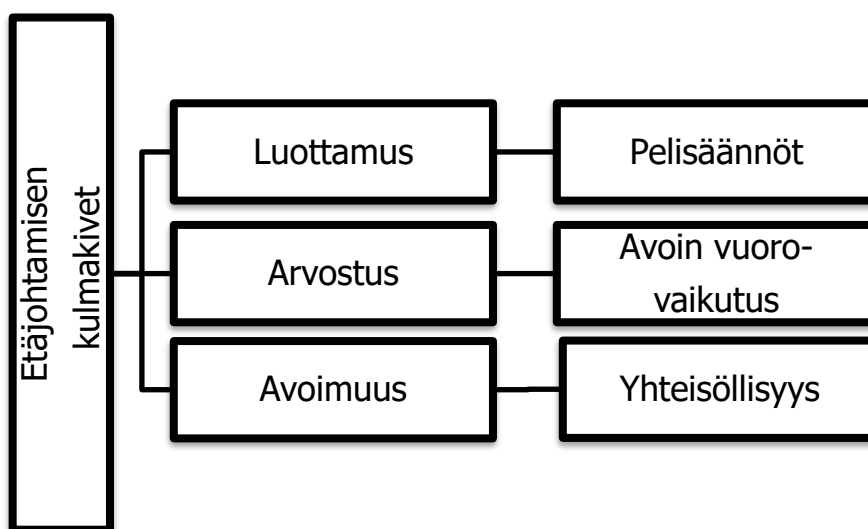 Etäjohtamisen
kulmakivet
Luottamus
Pelisäännöt
Arvostus
Avoin vuoro-
vaikutus
Avoimuus
Yhteisöllisyys